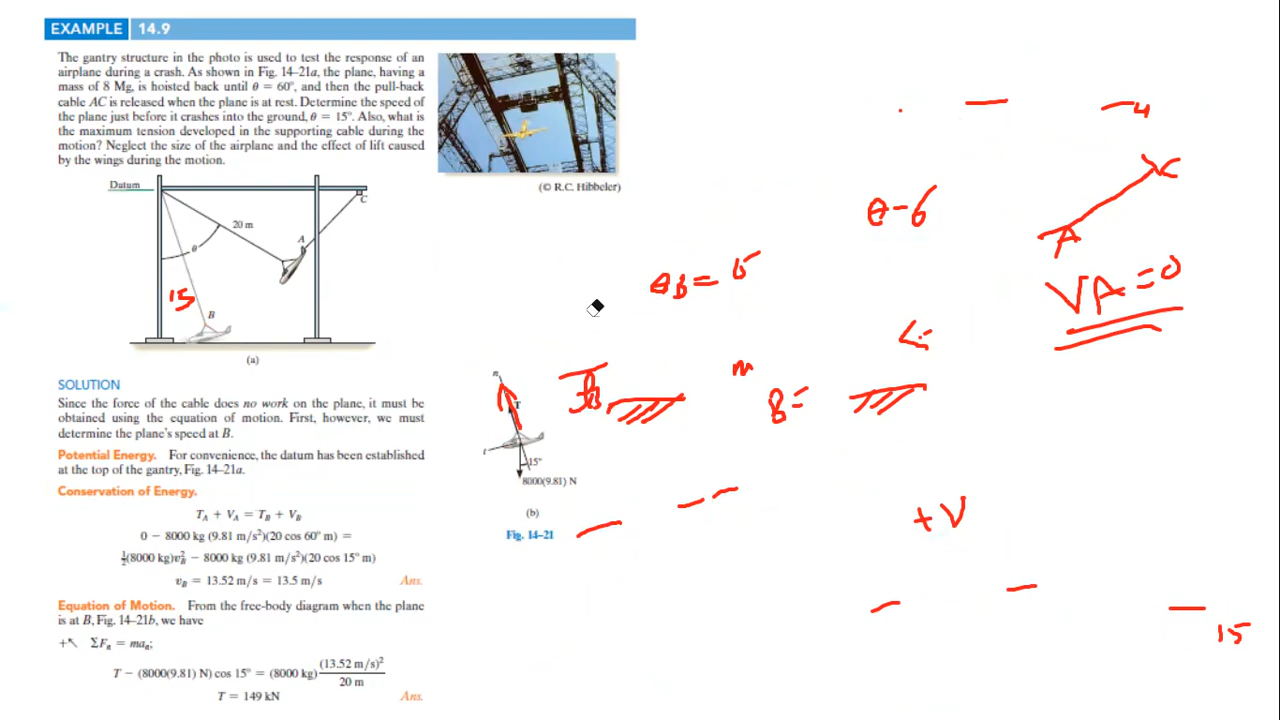 EXAMPLE 14.9
The gantry structure in the photo is used to test the response of an
airplane during a crash. As shown in Fig. 14–21a, the plane, having a
mass of 8 Mg, is hoisted back until θ = 60°, and then the pull-back
cable AC is released when the plane is at rest. Determine the speed of
the plane just before it crashes into the ground, θ = 15°. Also, what is
the maximum tension developed in the supporting cable during the
motion? Neglect the size of the airplane and the effect of lift caused
by the wings during the motion.
(© R.C. Hibbeler)
Datum
C
20 m
A
θ
15
B
(a)
SOLUTION
Since the force of the cable does no work on the plane, it must be
obtained using the equation of motion. First, however, we must
determine the plane's speed at B.
Potential Energy. For convenience, the datum has been established
at the top of the gantry, Fig. 14–21a.
Conservation of Energy.
T_A + V_A = T_B + V_B
0 − 8000 kg (9.81 m/s²)(20 cos 60° m) =
½(8000 kg)v_B² − 8000 kg (9.81 m/s²)(20 cos 15° m)
v_B = 13.52 m/s = 13.5 m/s Ans.
Equation of Motion. From the free-body diagram when the plane
is at B, Fig. 14–21b, we have
+↖ ΣF_n = ma_n;
T − (8000(9.81) N) cos 15° = (8000 kg) (13.52 m/s)² / 20 m
T = 149 kN Ans.
n
T
t
15°
8000(9.81) N
(b)
Fig. 14–21
θ-6
C
A
VA=0
θB=15
m
8=
+V
15